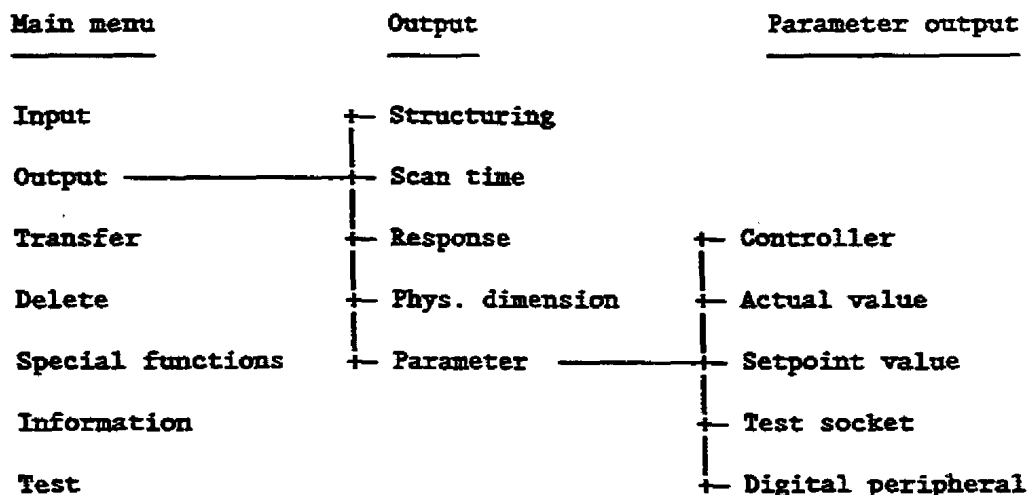 Main menu Output Parameter output
Input Structuring
Output Scan time
Transfer Response Controller
Delete Phys. dimension Actual value
Special functions Parameter Setpoint value
Information Test socket
Test Digital peripheral